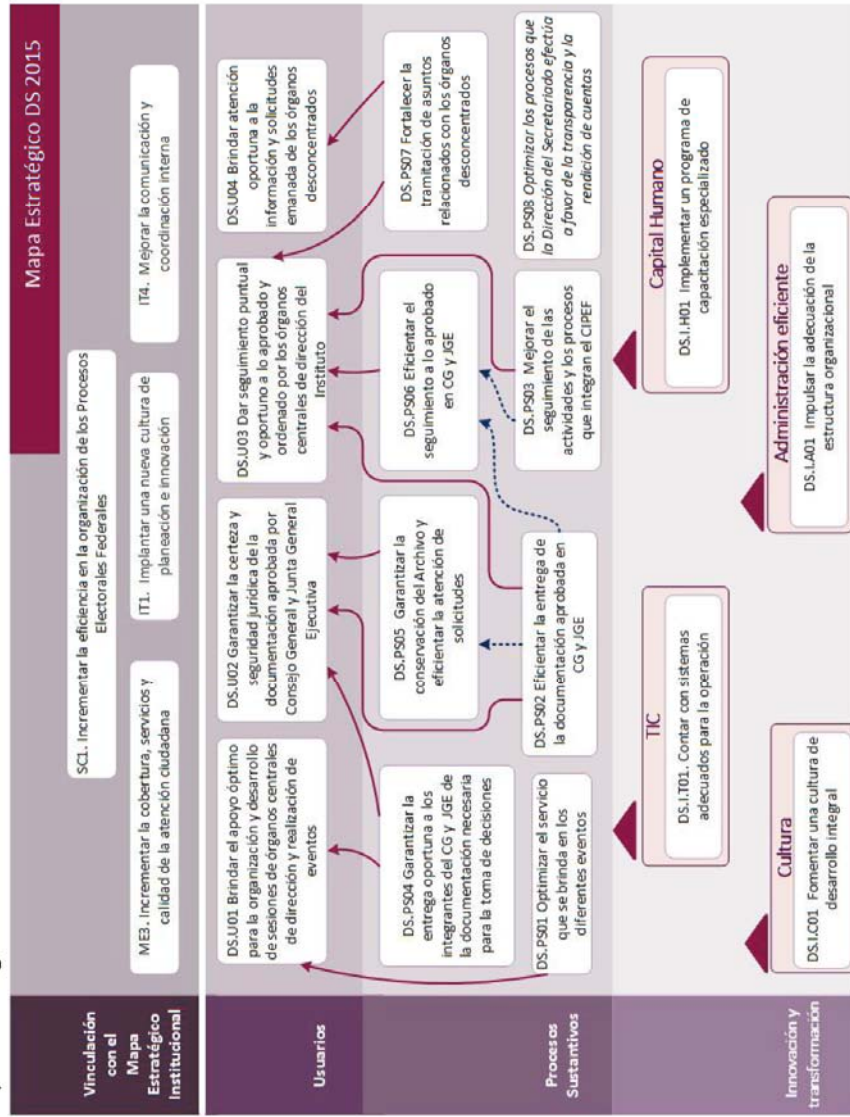 Mapa Estratégico DS 2015
Vinculación
con el
Mapa
Estratégico
Institucional
SC1. Incrementar la eficiencia en la organización de los Procesos
Electorales Federales
ME3. Incrementar la cobertura, servicios y
calidad de la atención ciudadana
IT1. Implantar una nueva cultura de
planeación e innovación
IT4. Mejorar la comunicación y
coordinación interna
Usuarios
DS.U01 Brindar el apoyo óptimo
para la organización y desarrollo
de sesiones de órganos centrales
de dirección y realización de
eventos
DS.U02 Garantizar la certeza y
seguridad jurídica de la
documentación aprobada por
Consejo General y Junta General
Ejecutiva
DS.U03 Dar seguimiento puntual
y oportuno a lo aprobado y
ordenado por los órganos
centrales de dirección del
Instituto
DS.U04 Brindar atención
oportuna a la
información y solicitudes
emanada de los órganos
desconcentrados
Procesos
Sustantivos
DS.PS04 Garantizar la
entrega oportuna a los
integrantes del CG y JGE de
la documentación necesaria
para la toma de decisiones
DS.PS05 Garantizar la
conservación del Archivo y
eficientar la atención de
solicitudes
DS.PS06 Eficientar el
seguimiento a lo aprobado
en CG y JGE
DS.PS07 Fortalecer la
tramitación de asuntos
relacionados con los órganos
desconcentrados
DS.PS01 Optimizar el servicio
que se brinda en los
diferentes eventos
DS.PS02 Eficientar la entrega de
la documentación aprobada en
CG y JGE
DS.PS03 Mejorar el
seguimiento de las
actividades y los procesos
que integran el CIPEF
DS.PS08 Optimizar los procesos que
la Dirección del Secretariado efectúa
a favor de la transparencia y la
rendición de cuentas
Innovación y
transformación
TIC
DS.I.T01. Contar con sistemas
adecuados para la operación
Capital Humano
DS.I.H01 Implementar un programa de
capacitación especializado
Cultura
DS.I.C01 Fomentar una cultura de
desarrollo integral
Administración eficiente
DS.I.A01 Impulsar la adecuación de la
estructura organizacional